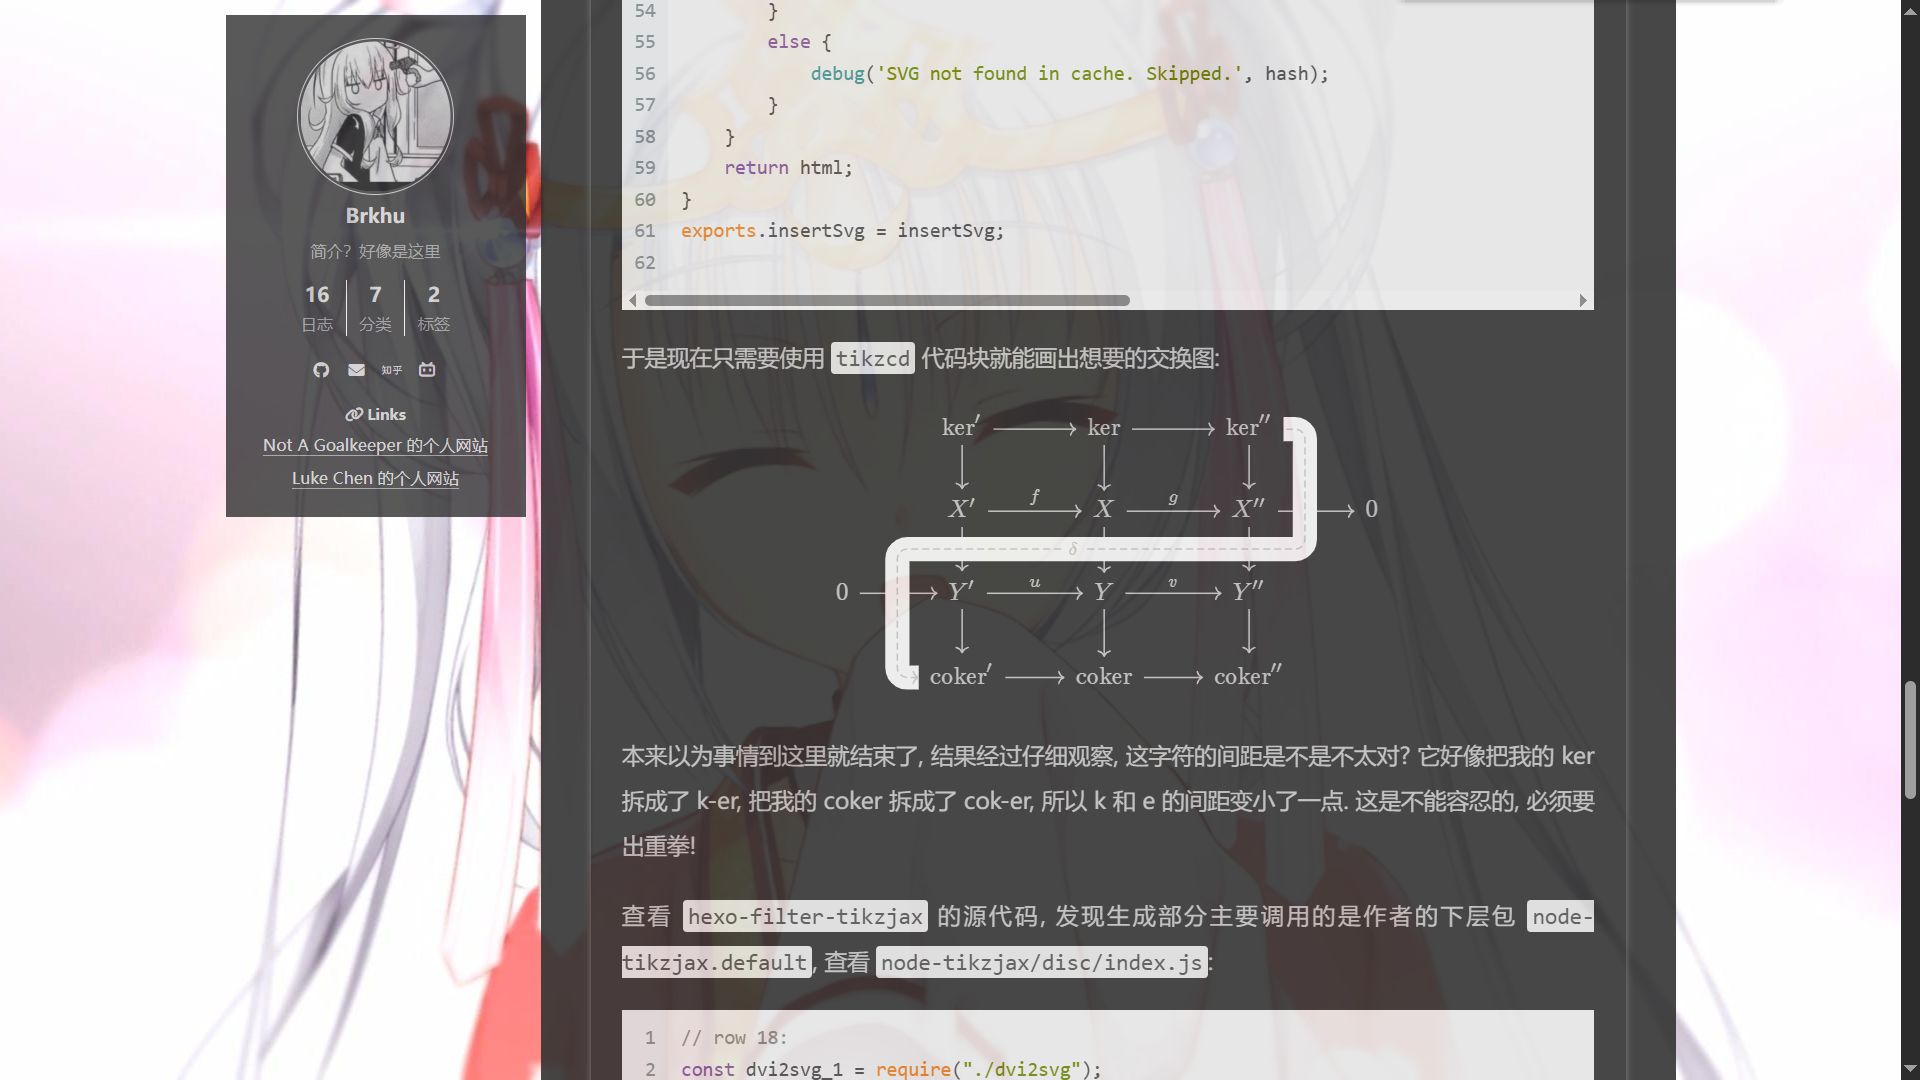 Brkhu
简介? 好像是这里
16 7 2
日志 分类 标签
知乎
Links
Not A Goalkeeper 的个人网站
Luke Chen 的个人网站
54 }
55 else {
56 debug('SVG not found in cache. Skipped.', hash);
57 }
58 }
59 return html;
60 }
61 exports.insertSvg = insertSvg;
62
于是现在只需要使用 tikzcd 代码块就能画出想要的交换图:
ker′ ker ker″
f g
X′ X X″ 0
δ
u v
0 Y′ Y Y″
coker′ coker coker″
本来以为事情到这里就结束了, 结果经过仔细观察, 这字符的间距是不是不太对? 它好像把我的 ker
拆成了 k-er, 把我的 coker 拆成了 cok-er, 所以 k 和 e 的间距变小了一点. 这是不能容忍的, 必须要
出重拳!
查看 hexo-filter-tikzjax 的源代码, 发现生成部分主要调用的是作者的下层包 node-
tikzjax.default, 查看 node-tikzjax/disc/index.js:
1 // row 18:
2 const dvi2svg_1 = require("./dvi2svg");